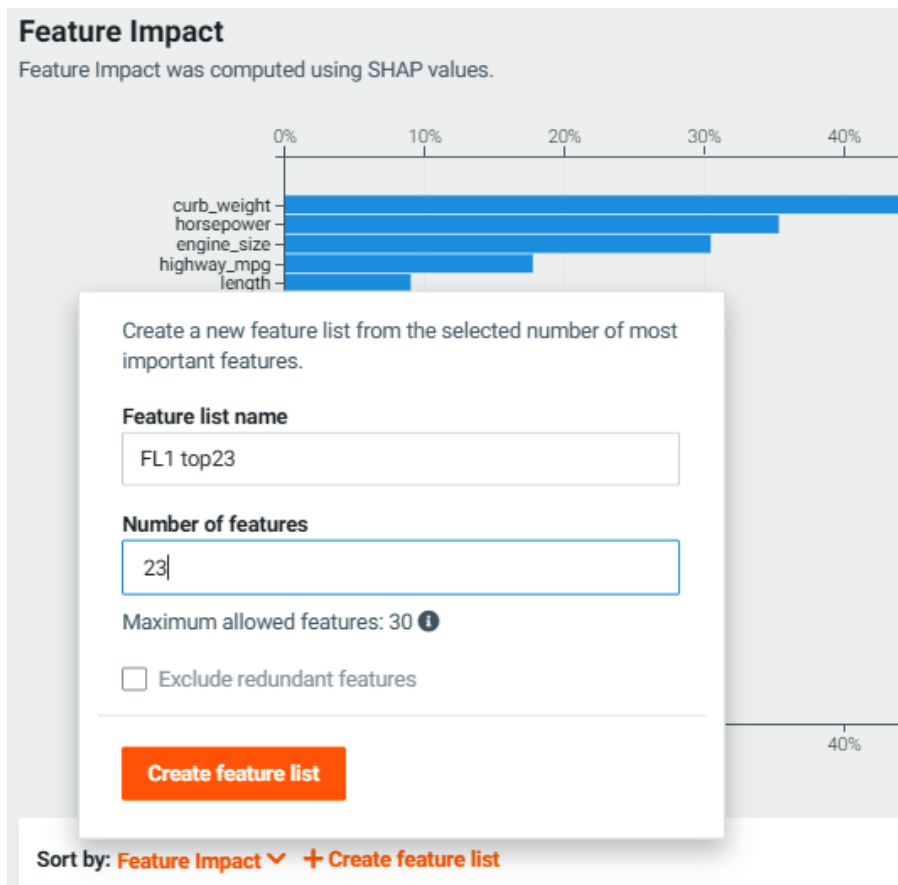 Feature Impact
Feature Impact was computed using SHAP values.
0% 10% 20% 30% 40%
curb_weight
horsepower
engine_size
highway_mpg
length
Create a new feature list from the selected number of most
important features.
Feature list name
FL1 top23
Number of features
23
Maximum allowed features: 30
Exclude redundant features
40%
Create feature list
Sort by: Feature Impact + Create feature list